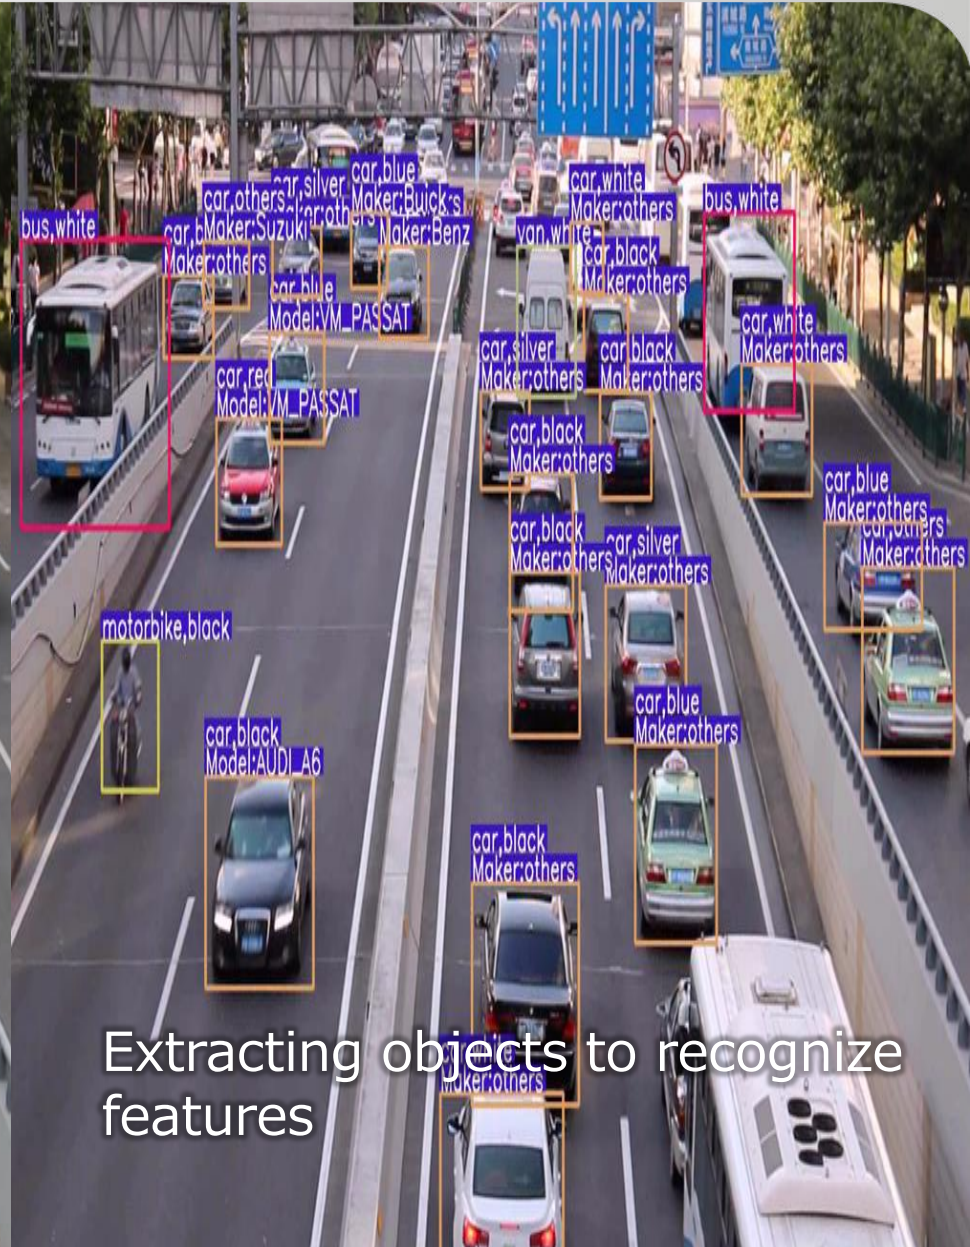 bus,white
car,others
Maker:Suzuki
car,silver
car,blue
Maker:Buick
Maker:Benz
Maker:others
car,blue
Model:VM_PASSAT
car,red
Model:VM_PASSAT
car,white
Maker:others
van,white
car,black
Maker:others
bus,white
car,white
Maker:others
car,silver
Maker:others
car,black
Maker:others
car,black
Maker:others
car,blue
Maker:others
Maker:others
car,black
Maker:others
car,silver
Maker:others
motorbike,black
car,blue
Maker:others
car,black
Model:AUDI_A6
car,black
Maker:others
Maker:others
Extracting objects to recognize
features